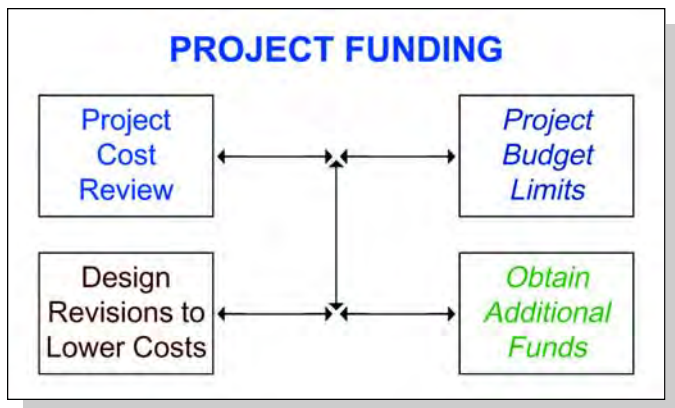 PROJECT FUNDING
Project
Cost
Review
Project
Budget
Limits
Design
Revisions to
Lower Costs
Obtain
Additional
Funds